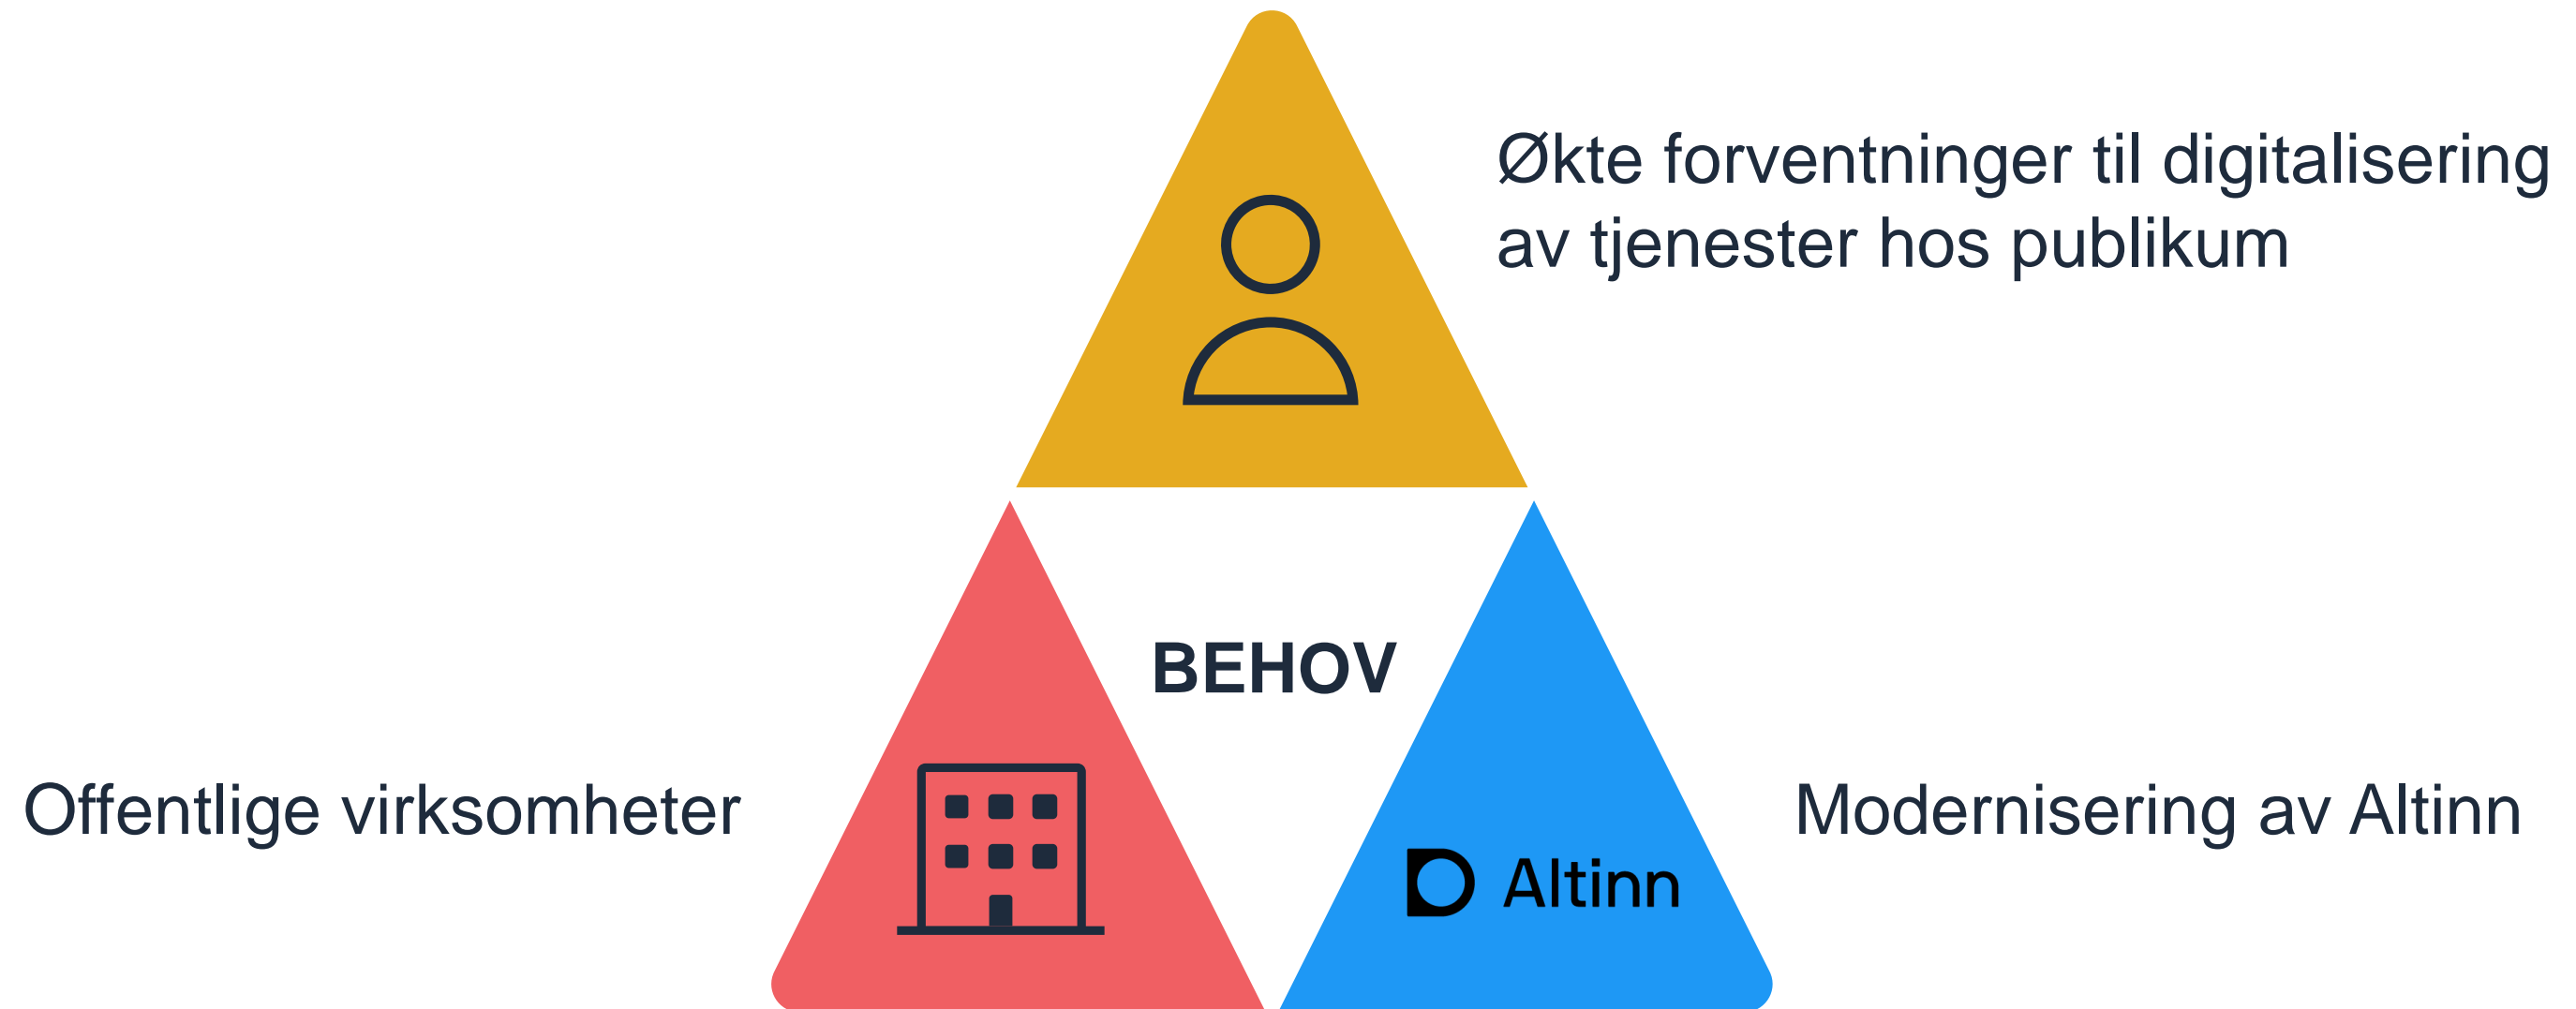 Økte forventninger til digitalisering
av tjenester hos publikum
BEHOV
Offentlige virksomheter
Modernisering av Altinn
Altinn